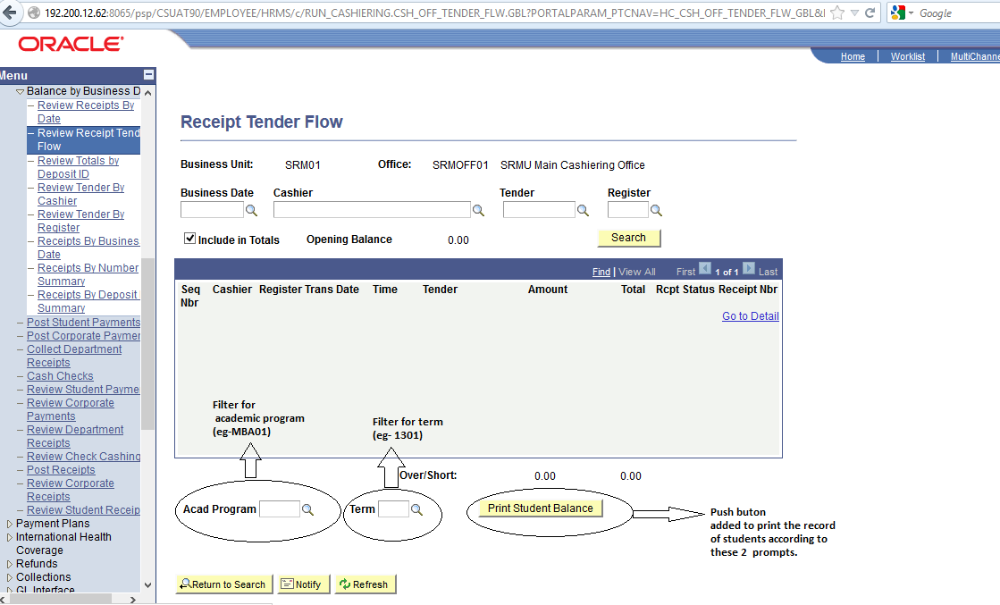 192.200.12.62:8065/psp/CSUAT90/EMPLOYEE/HRMS/c/RUN_CASHIERING.CSH_OFF_TENDER_FLW.GBL?PORTALPARAM_PTCNAV=HC_CSH_OFF_TENDER_FLW_GBL&
Google
ORACLE
Home | Worklist | MultiChanne
Menu
Balance by Business D
Review Receipts By
Date
Review Receipt Tend
Flow
Review Totals by
Deposit ID
Review Tender By
Cashier
Review Tender By
Register
Receipts By Busines
Date
Receipts By Number
Summary
Receipts By Deposit
Summary
Post Student Payments
Post Corporate Paymer
Collect Department
Receipts
Cash Checks
Review Student Payme
Review Corporate
Payments
Review Department
Receipts
Review Check Cashing
Post Receipts
Review Corporate
Receipts
Review Student Receip
Payment Plans
International Health
Coverage
Refunds
Collections
GL Interface
Receipt Tender Flow
Business Unit: SRM01 Office: SRMOFF01 SRMU Main Cashiering Office
Business Date Cashier Tender Register
Include in Totals Opening Balance 0.00 Search
Find | View All First 1 of 1 Last
Seq Cashier Register Trans Date Time Tender Amount Total Rcpt Status Receipt Nbr
Nbr
Go to Detail
Filter for
academic program
(eg-MBA01)
Filter for term
(eg- 1301)
Over/Short: 0.00 0.00
Acad Program Term Print Student Balance
Push buton
added to print the record
of students according to
these 2 prompts.
Return to Search Notify Refresh